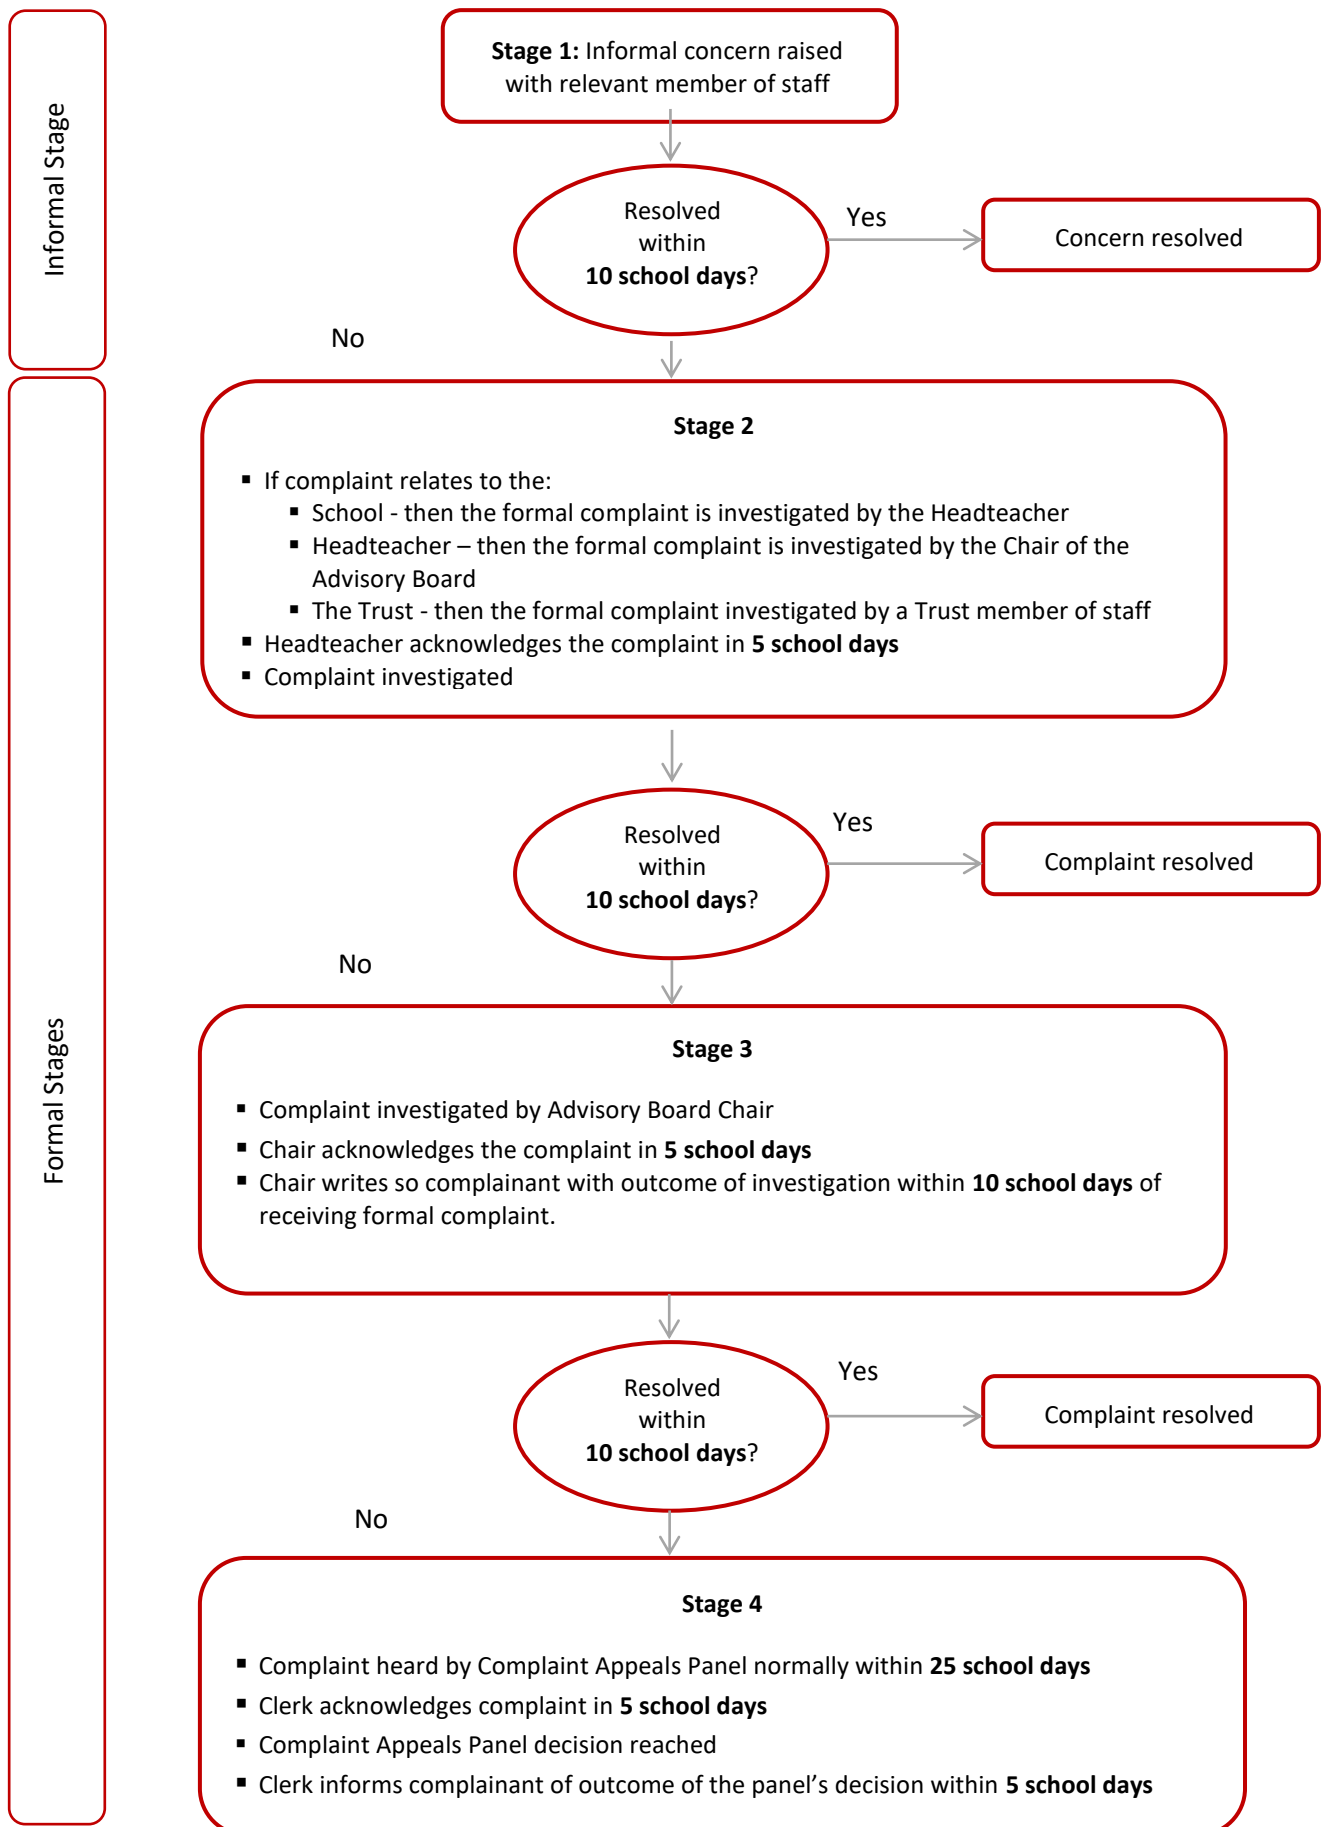 Informal Stage
Stage 1: Informal concern raised
with relevant member of staff
Resolved
within
10 school days?
Yes
Concern resolved
No
Formal Stages
Stage 2
▪ If complaint relates to the:
▪ School - then the formal complaint is investigated by the Headteacher
▪ Headteacher – then the formal complaint is investigated by the Chair of the
Advisory Board
▪ The Trust - then the formal complaint investigated by a Trust member of staff
▪ Headteacher acknowledges the complaint in 5 school days
▪ Complaint investigated
Resolved
within
10 school days?
Yes
Complaint resolved
No
Stage 3
▪ Complaint investigated by Advisory Board Chair
▪ Chair acknowledges the complaint in 5 school days
▪ Chair writes so complainant with outcome of investigation within 10 school days of
receiving formal complaint.
Resolved
within
10 school days?
Yes
Complaint resolved
No
Stage 4
▪ Complaint heard by Complaint Appeals Panel normally within 25 school days
▪ Clerk acknowledges complaint in 5 school days
▪ Complaint Appeals Panel decision reached
▪ Clerk informs complainant of outcome of the panel’s decision within 5 school days